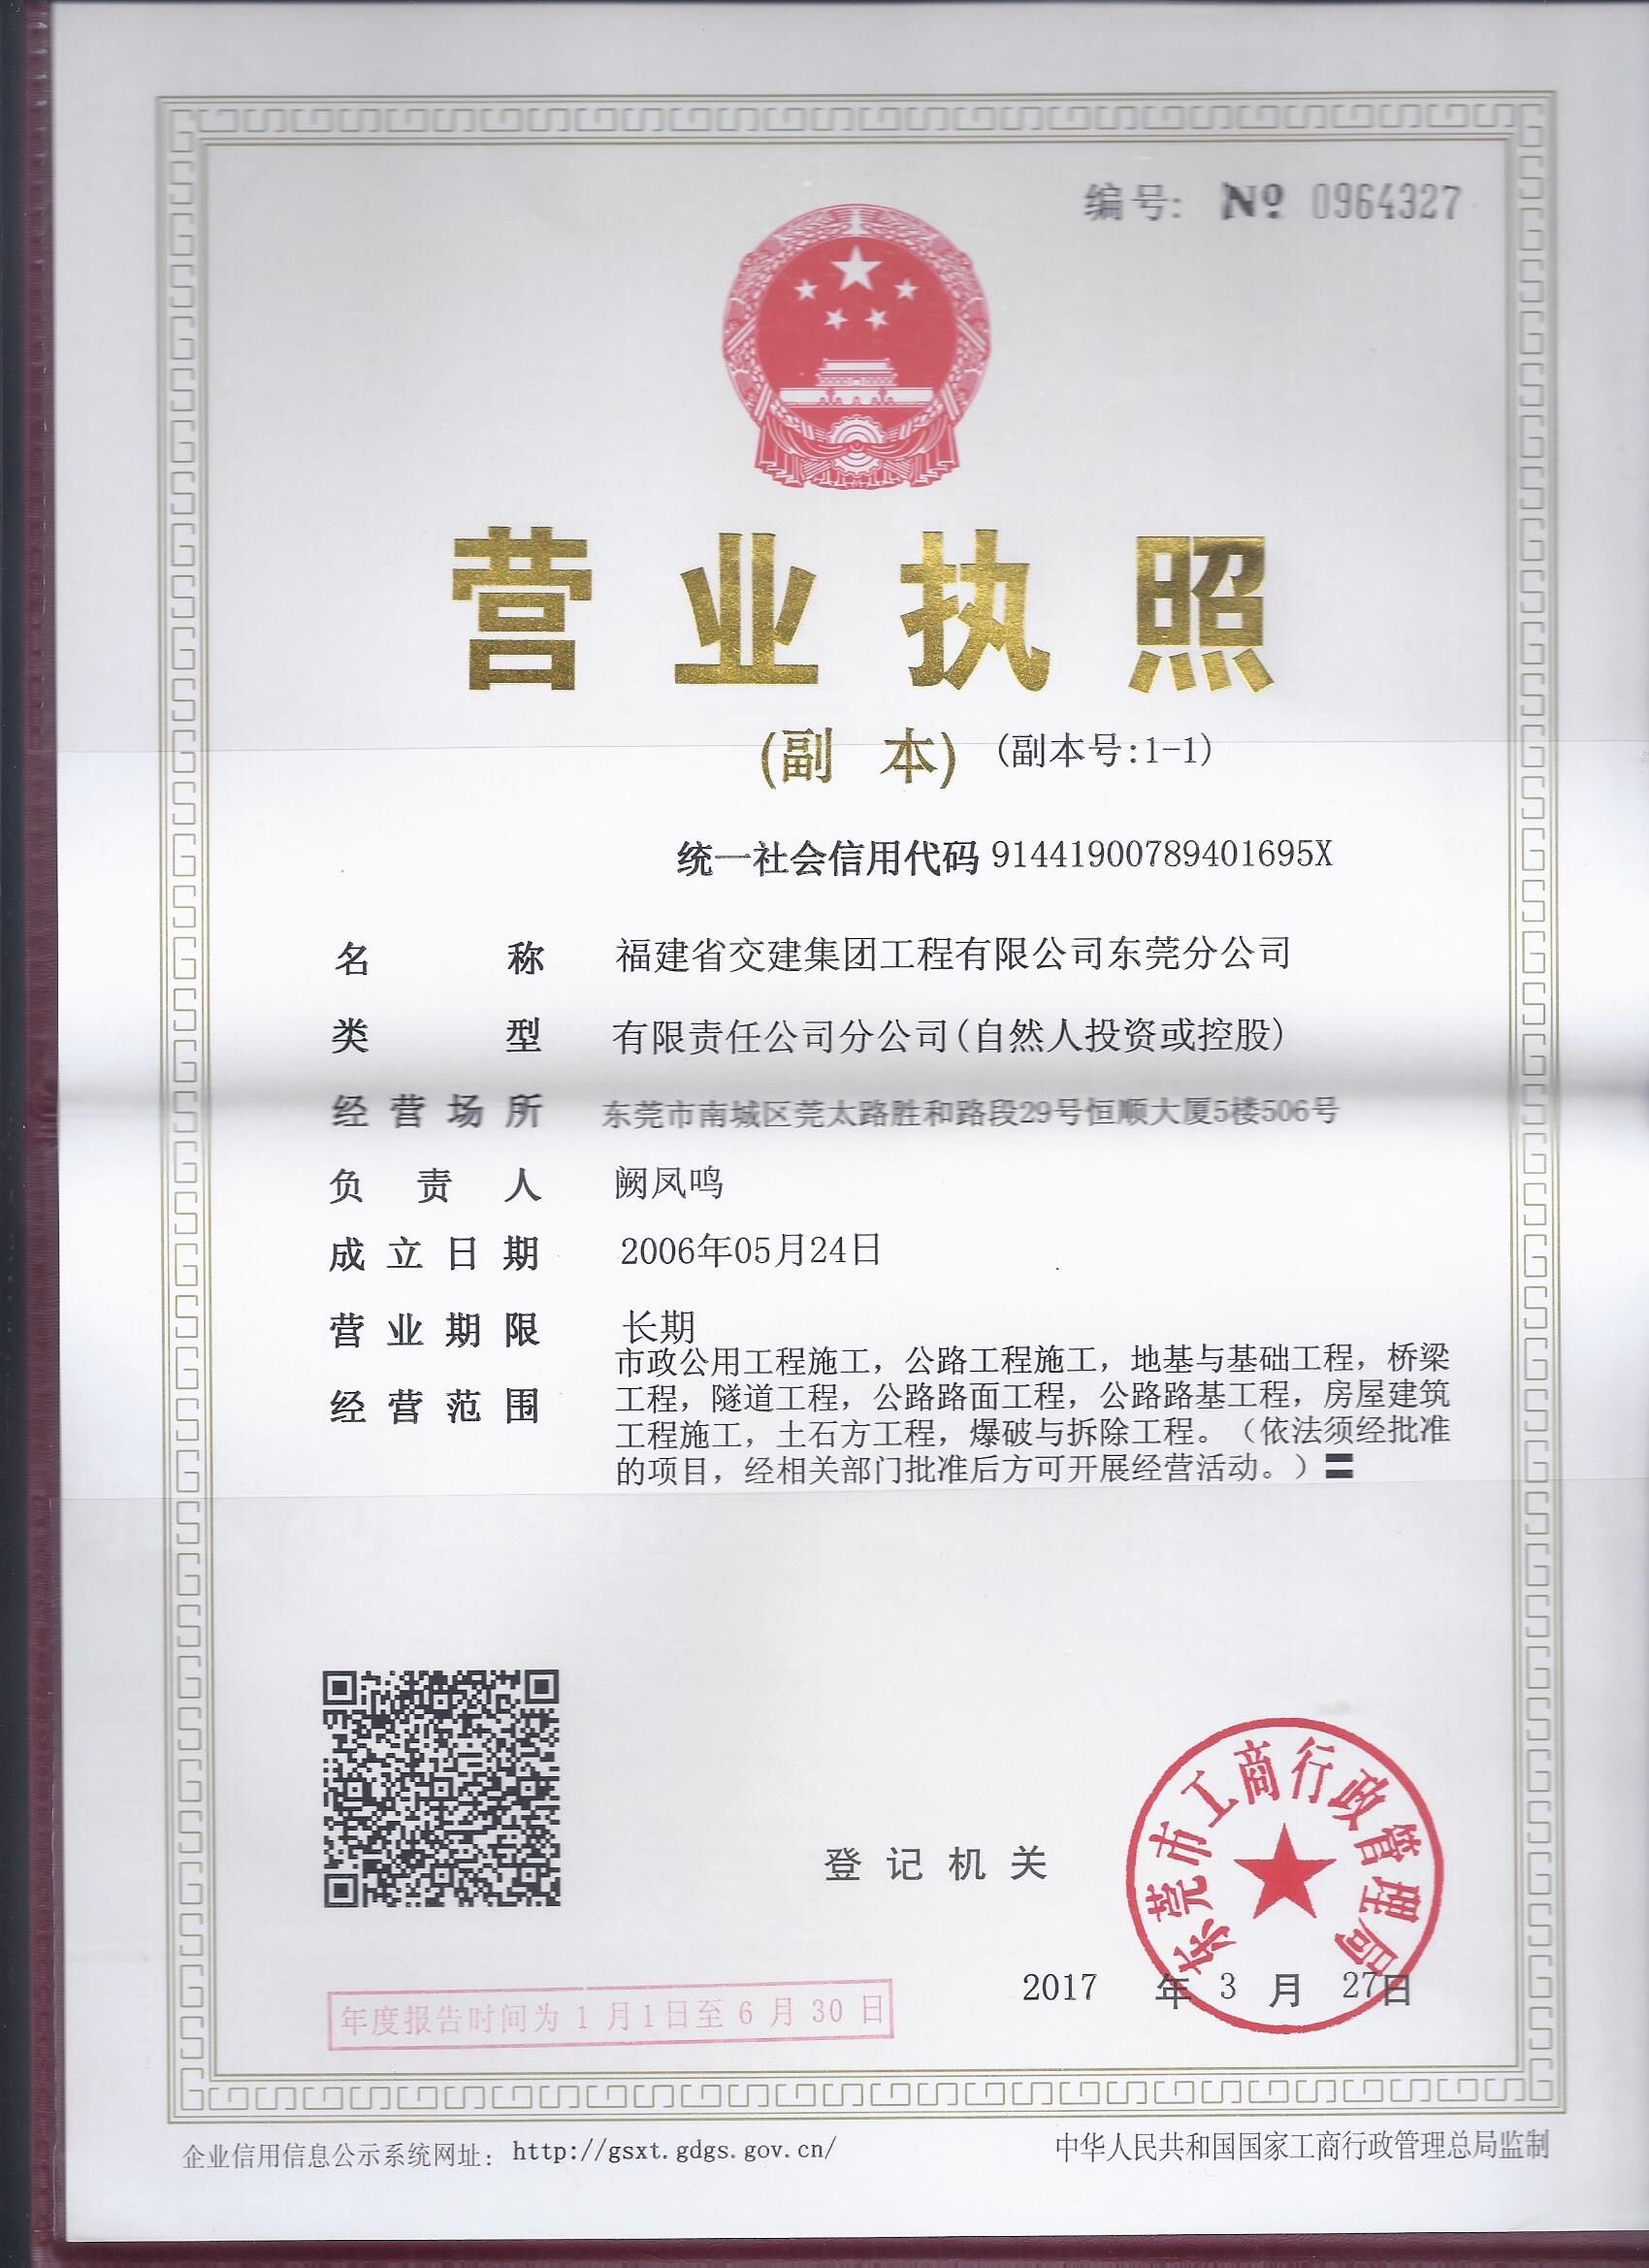 编号: № 0964327
营业执照
(副 本) (副本号:1-1)
统一社会信用代码 91441900789401695X
名称 福建省交建集团工程有限公司东莞分公司
类型 有限责任公司分公司(自然人投资或控股)
经营场所 东莞市南城区莞太路胜和路段29号恒顺大厦5楼506号
负责人 阙凤鸣
成立日期 2006年05月24日
营业期限 长期
经营范围 市政公用工程施工，公路工程施工，地基与基础工程，桥梁
工程，隧道工程，公路路面工程，公路路基工程，房屋建筑
工程施工，土石方工程，爆破与拆除工程。（依法须经批准
的项目，经相关部门批准后方可开展经营活动。）〓
登记机关
东莞市工商行政管理局
2017 年 3 月 27日
年度报告时间为1月1日至6月30日
企业信用信息公示系统网址: http://gsxt.gdgs.gov.cn/
中华人民共和国国家工商行政管理总局监制